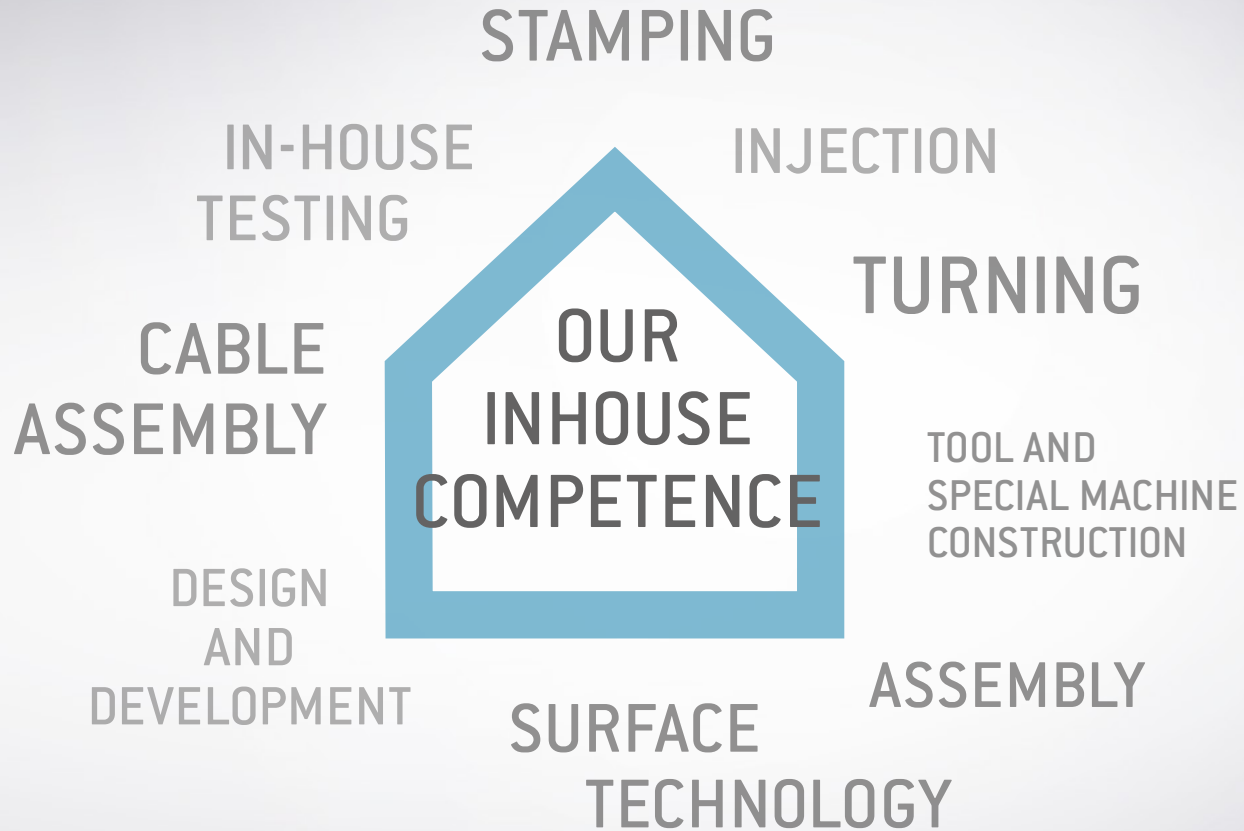 STAMPING
IN-HOUSE
TESTING
INJECTION
TURNING
CABLE
ASSEMBLY
OUR
INHOUSE
COMPETENCE
TOOL AND
SPECIAL MACHINE
CONSTRUCTION
DESIGN
AND
DEVELOPMENT
ASSEMBLY
SURFACE
TECHNOLOGY